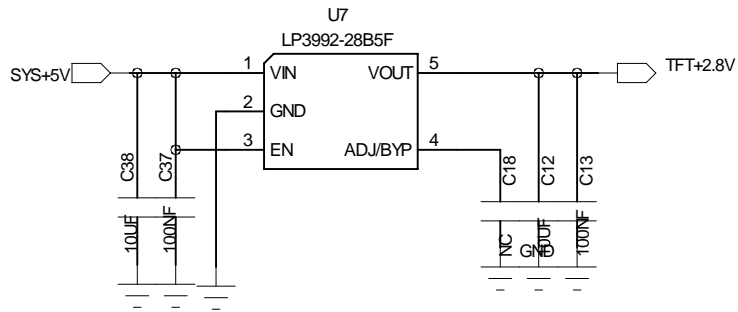 U7
LP3992-28B5F
SYS+5V
1
VIN
VOUT
5
TFT+2.8V
2
GND
3
EN
ADJ/BYP
4
C38
C37
C18
C12
C13
10UF
100NF
NC
GND
100NF